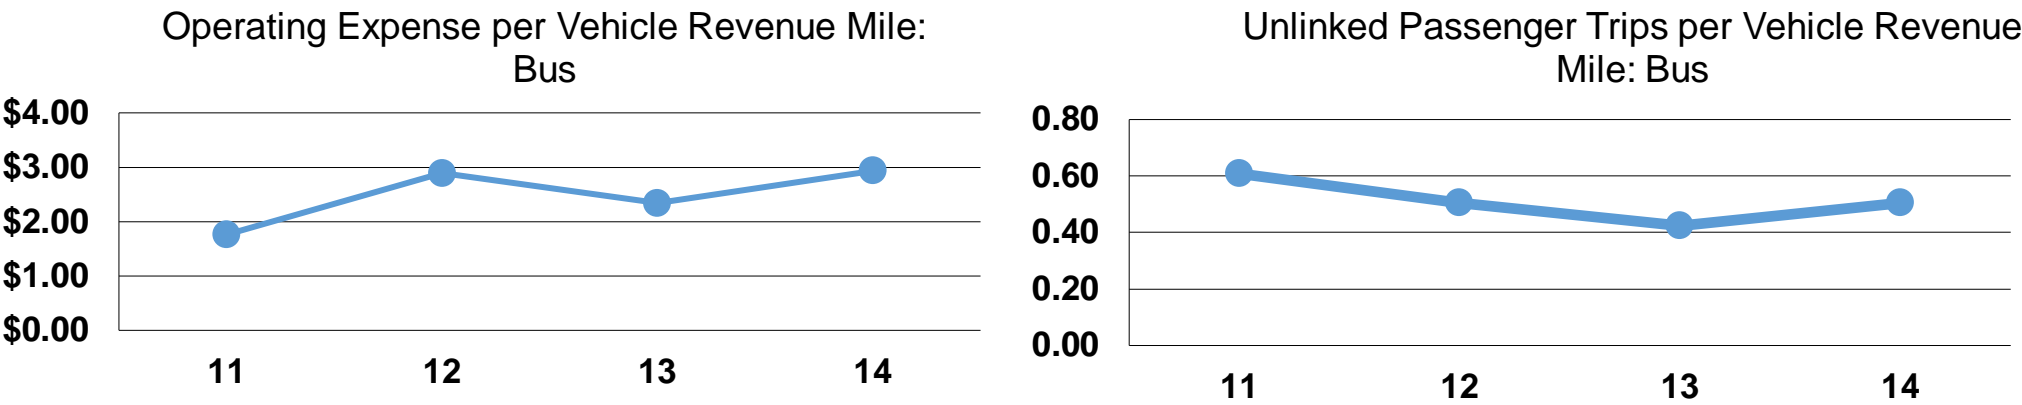 Operating Expense per Vehicle Revenue Mile:
Bus
$4.00
$3.00
$2.00
$1.00
$0.00
11 12 13 14
Unlinked Passenger Trips per Vehicle Revenue
Mile: Bus
0.80
0.60
0.40
0.20
0.00
11 12 13 14